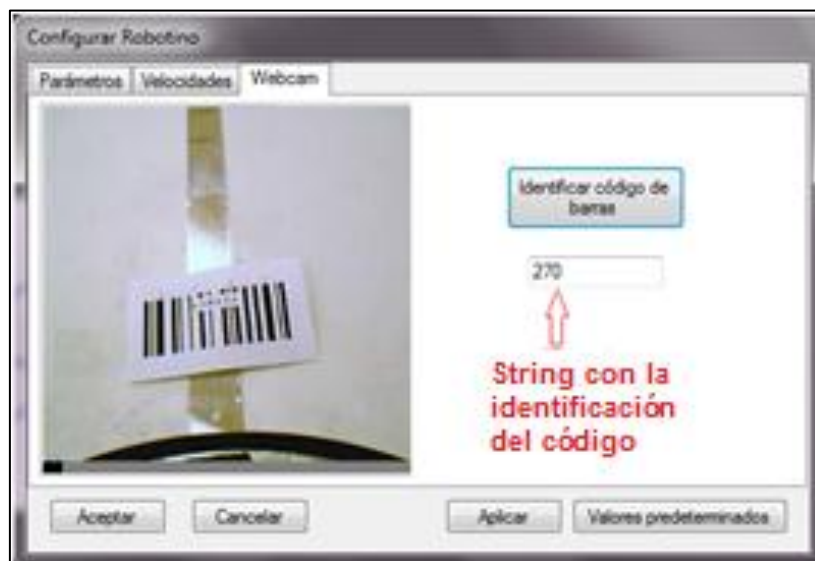 Configurar Robotino
Parámetros Velocidades Webcam
Identificar código de
barras
270
String con la
identificación
del código
Aceptar Cancelar Aplicar Valores predeterminados